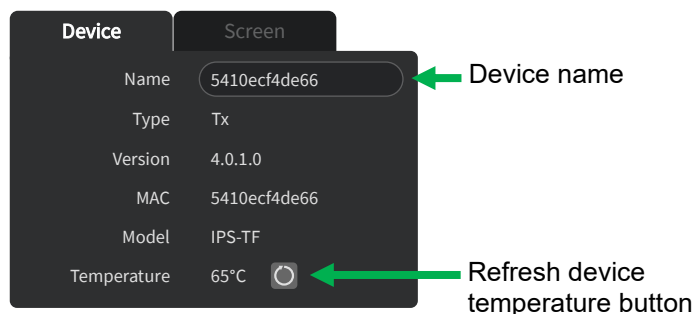 Device
Screen
Name 5410ecf4de66
Device name
Type Tx
Version 4.0.1.0
MAC 5410ecf4de66
Model IPS-TF
Temperature 65°C
Refresh device
temperature button